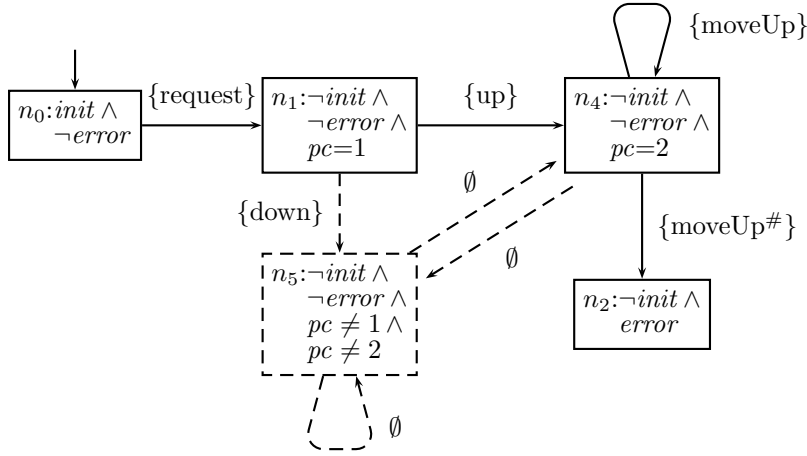 {moveUp}
{request}
{up}
n₀:init ∧
¬error
n₁:¬init ∧
¬error ∧
pc=1
n₄:¬init ∧
¬error ∧
pc=2
∅
{down}
{moveUp#}
∅
n₅:¬init ∧
¬error ∧
pc ≠ 1 ∧
pc ≠ 2
n₂:¬init ∧
error
∅